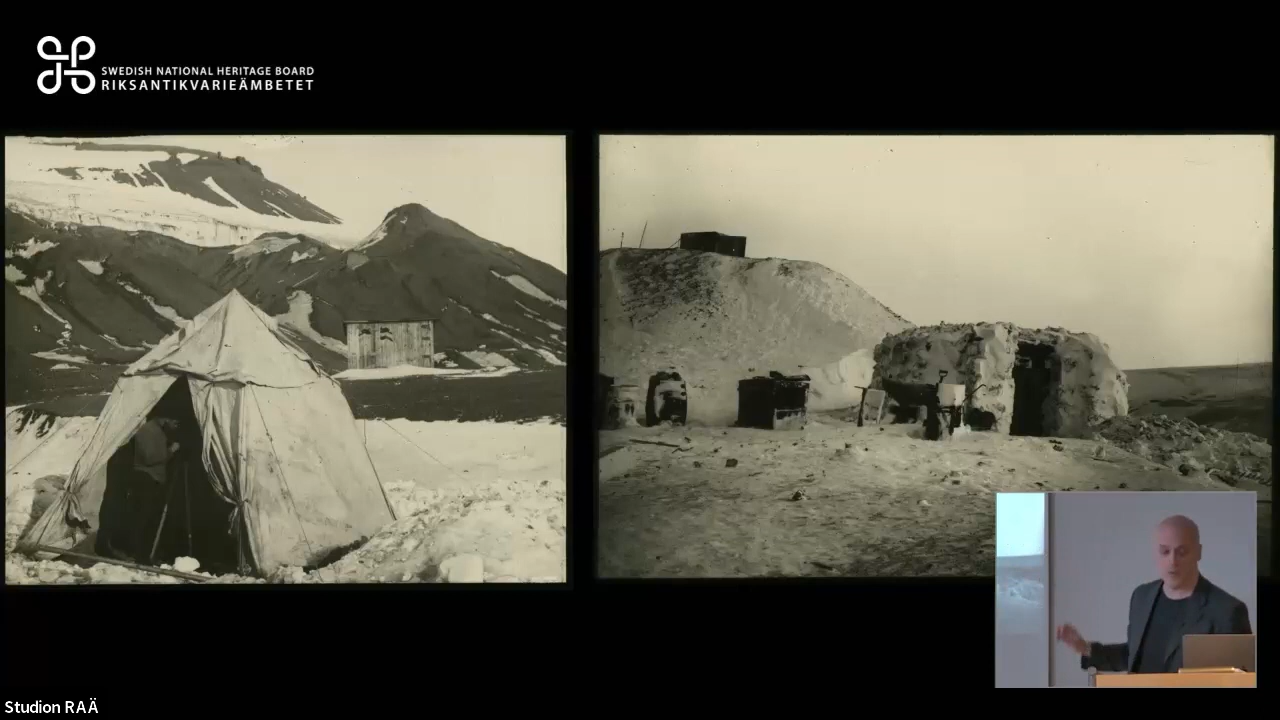 SWEDISH NATIONAL HERITAGE BOARD
RIKSANTIKVARIEÄMBETET
Studion RAÄ